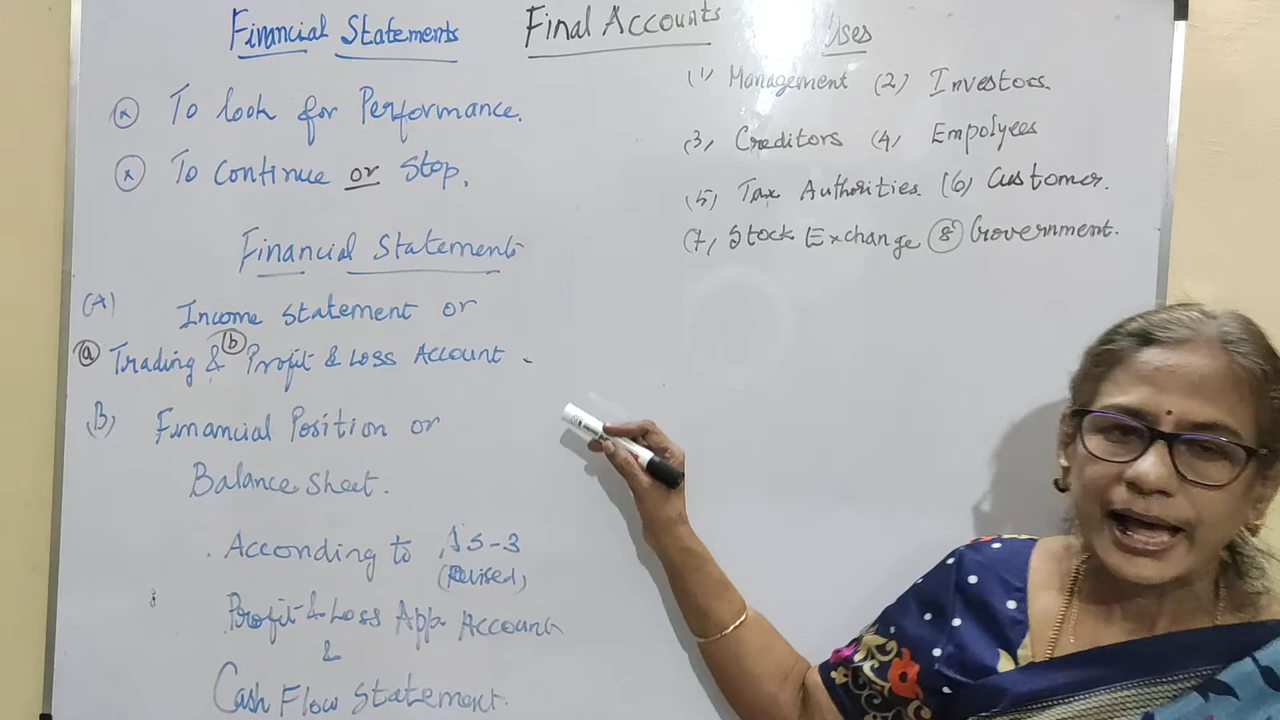 Financial Statements Final Accounts Uses
(1) Management (2) Investors.
(3) Creditors (4) Empolyees
(5) Tax Authorities. (6) Customer.
(7) Stock Exchange (8) Government.
(x) To look for Performance.
(x) To continue or Stop.
Financial Statements
(A) Income Statement or
(a) Trading & (b) Profit & Loss Account.
(B) Financial Position or
Balance Sheet.
According to AS-3
(Revised)
Profit & Loss App. Account
&
Cash Flow Statement.